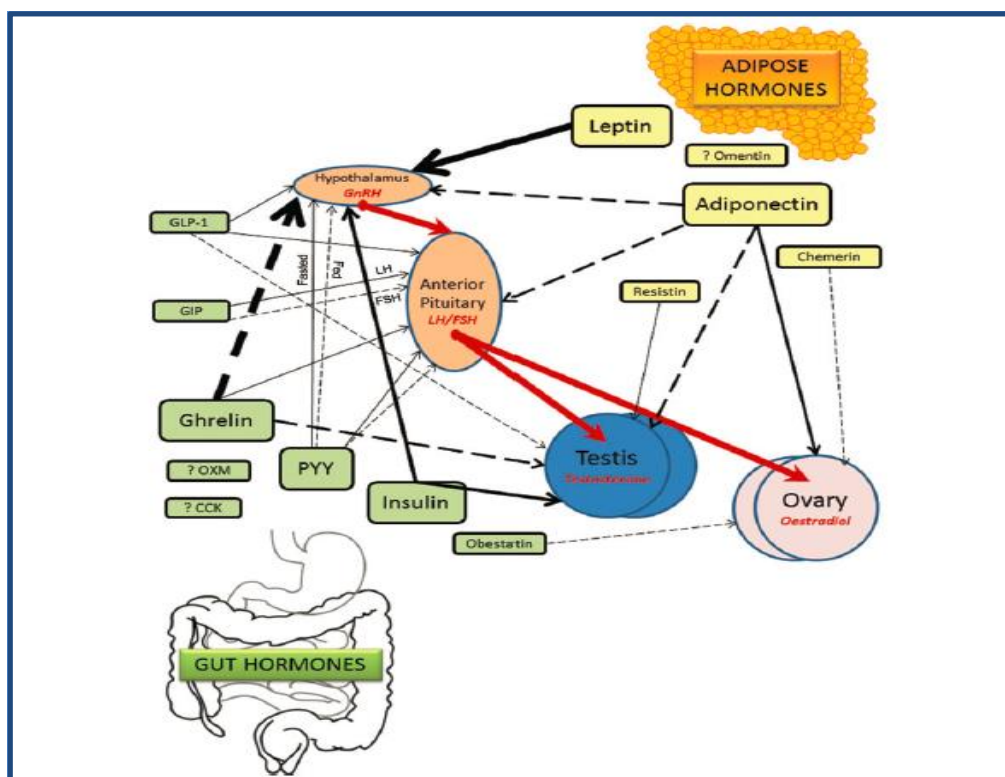 ADIPOSE
HORMONES
Leptin
? Omentin
Hypothalamus
GnRH
Adiponectin
GLP-1
Chemerin
Fasted
Fed
LH
FSH
Anterior
Pituitary
LH/FSH
Resistin
GIP
Ghrelin
? OXM
PYY
? CCK
Insulin
Testis
Testosterone
Ovary
Oestradiol
Obestatin
GUT HORMONES